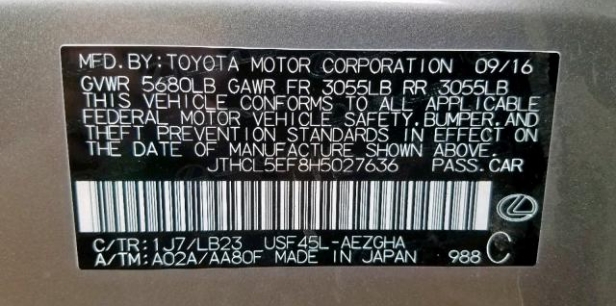 MFD. BY: TOYOTA MOTOR CORPORATION 09/16
GVWR 5680LB GAWR FR 3055LB RR 3055LB
THIS VEHICLE CONFORMS TO ALL APPLICABLE
FEDERAL MOTOR VEHICLE SAFETY, BUMPER, AND
THEFT PREVENTION STANDARDS IN EFFECT ON
THE DATE OF MANUFACTURE SHOWN ABOVE.
JTHCL5EF8H5027636 PASS. CAR
C/TR: 1J7/LB23 USF45L-AEZGHA
A/TM: A02A/AA80F MADE IN JAPAN 988 C